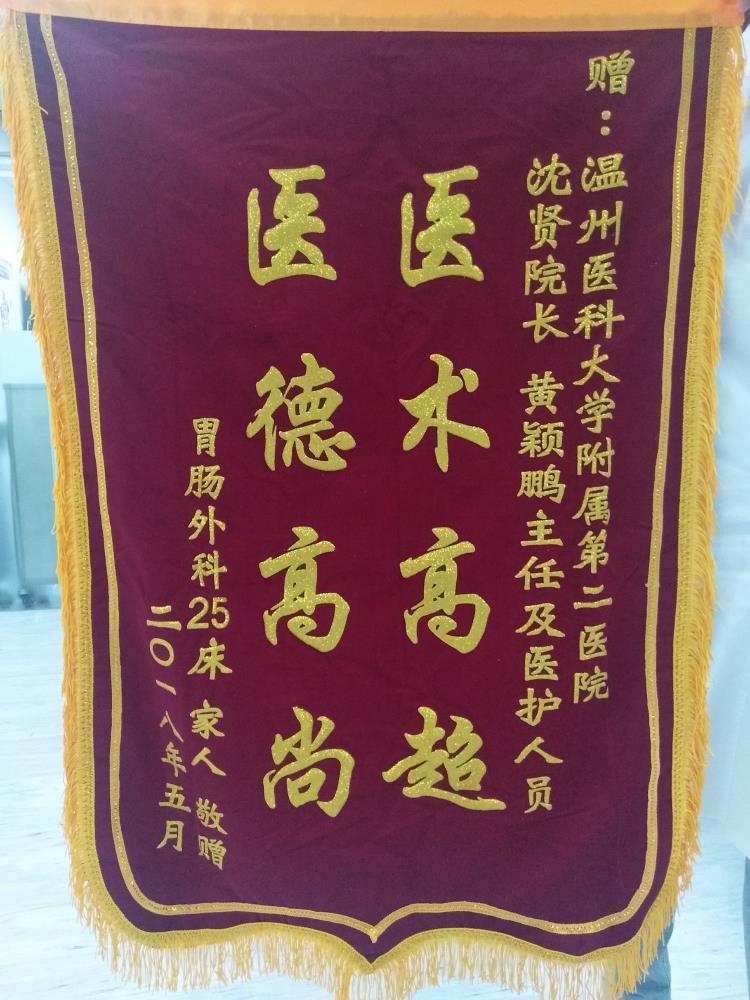 赠：温州医科大学附属第二医院
沈贤院长 黄颖鹏主任及医护人员
医术高超
医德高尚
胃肠外科25床 家人 敬赠
二〇一八年五月